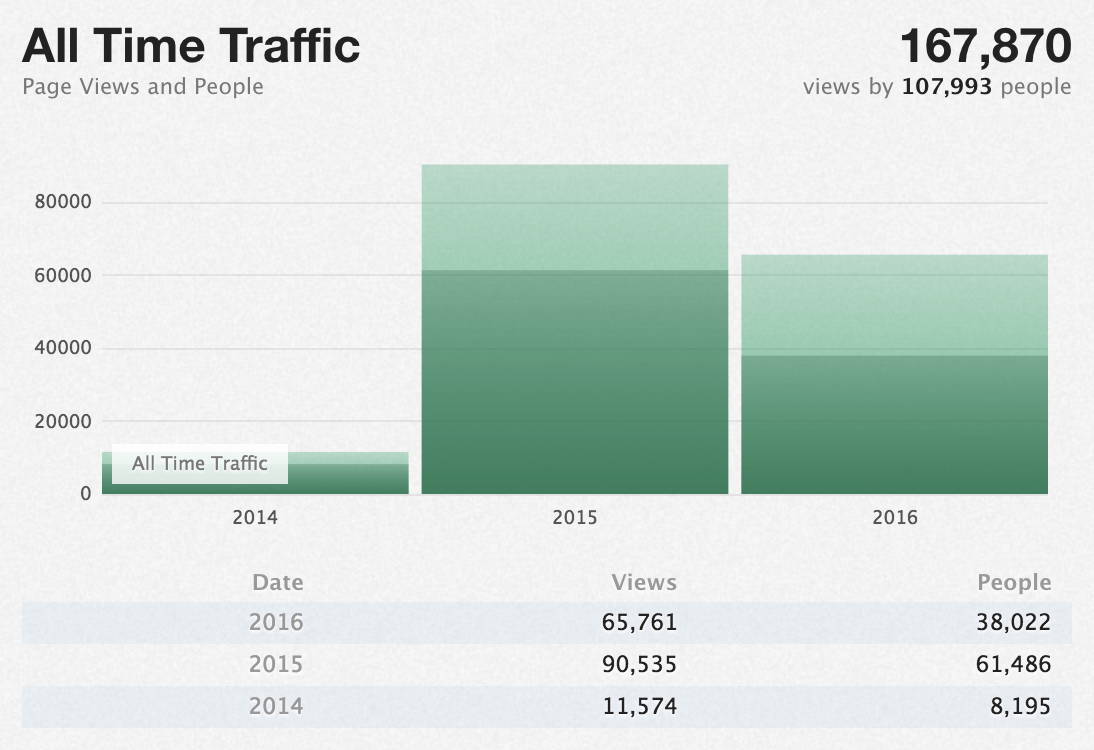 All Time Traffic
167,870
Page Views and People
views by 107,993 people
80000
60000
40000
20000
0
All Time Traffic
2014 2015 2016
Date Views People
2016 65,761 38,022
2015 90,535 61,486
2014 11,574 8,195